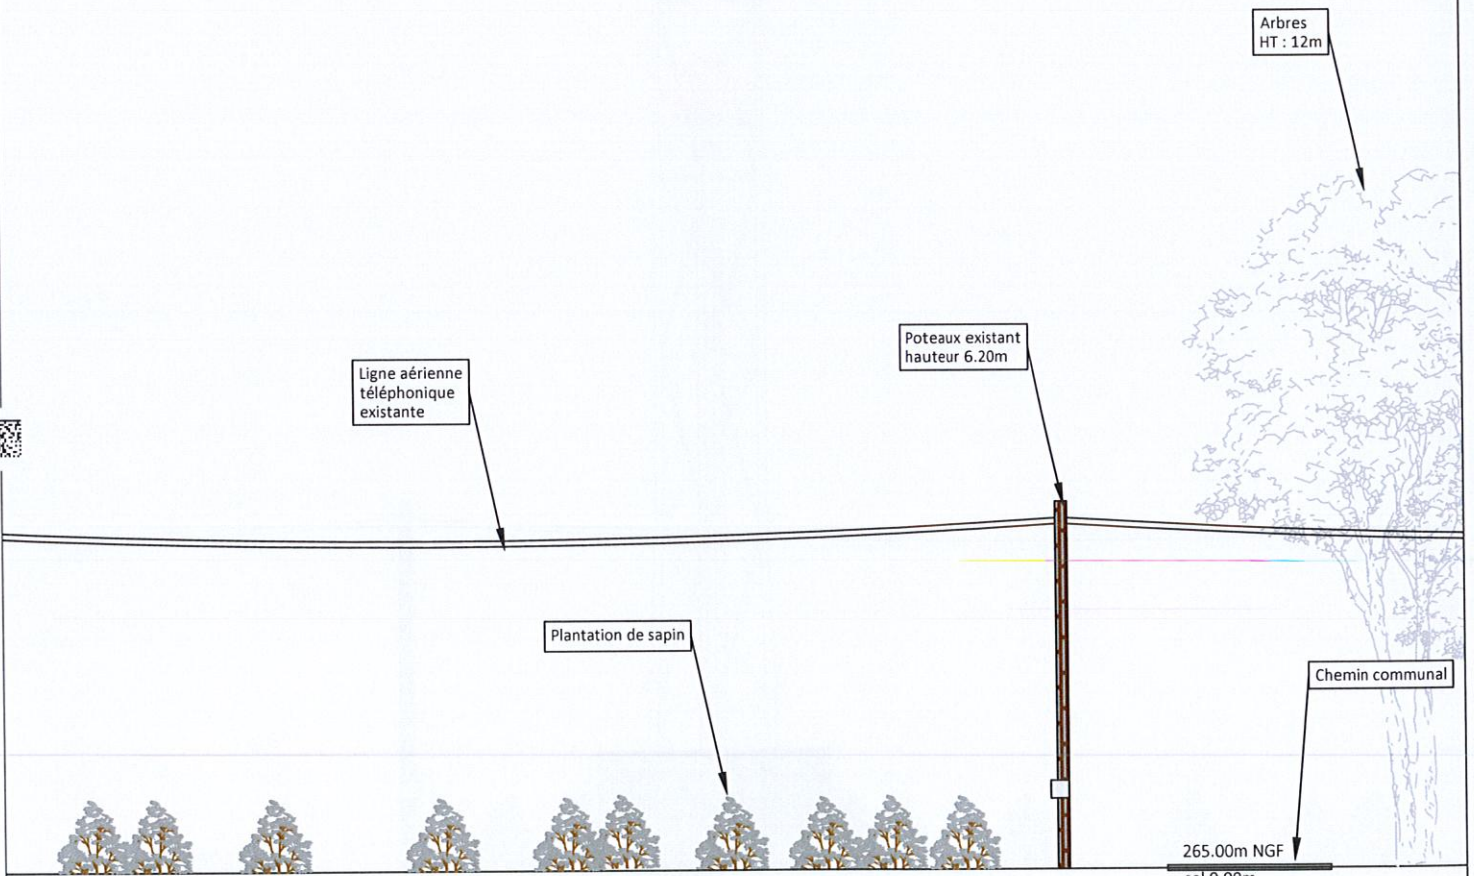 Arbres
HT : 12m
Poteaux existant
hauteur 6.20m
Ligne aérienne
téléphonique
existante
Plantation de sapin
Chemin communal
265.00m NGF